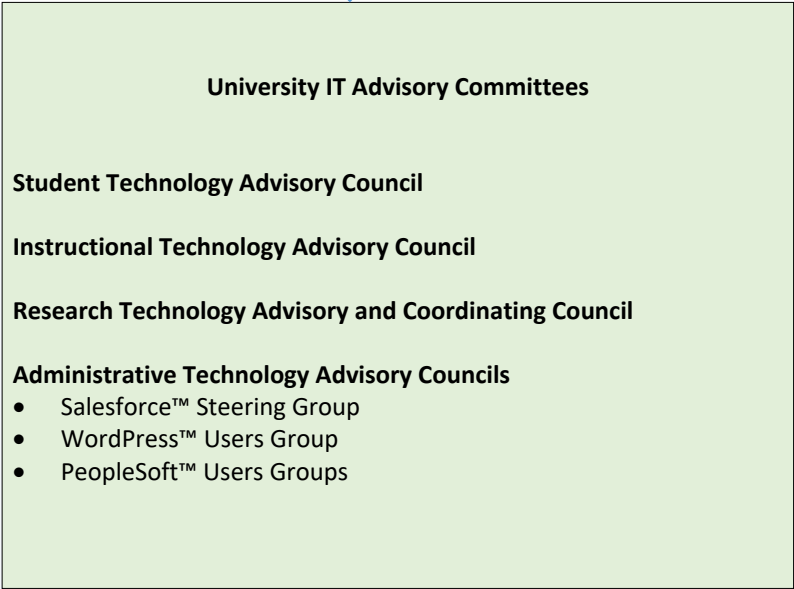 University IT Advisory Committees
Student Technology Advisory Council
Instructional Technology Advisory Council
Research Technology Advisory and Coordinating Council
Administrative Technology Advisory Councils
• Salesforce™ Steering Group
• WordPress™ Users Group
• PeopleSoft™ Users Groups